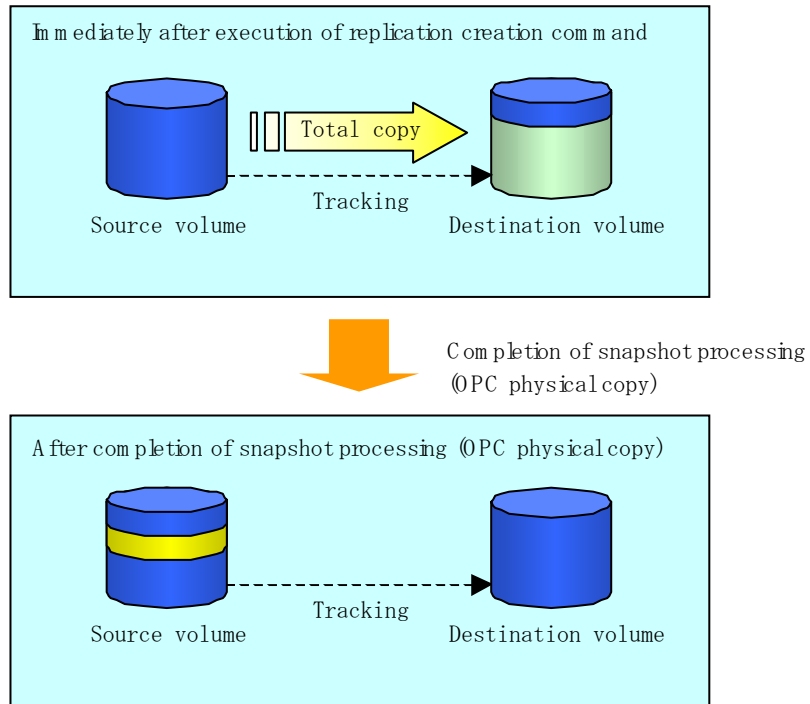 Immediately after execution of replication creation command
Total copy
Tracking
Source volume
Destination volume
Completion of snapshot processing
(OPC physical copy)
After completion of snapshot processing (OPC physical copy)
Tracking
Source volume
Destination volume